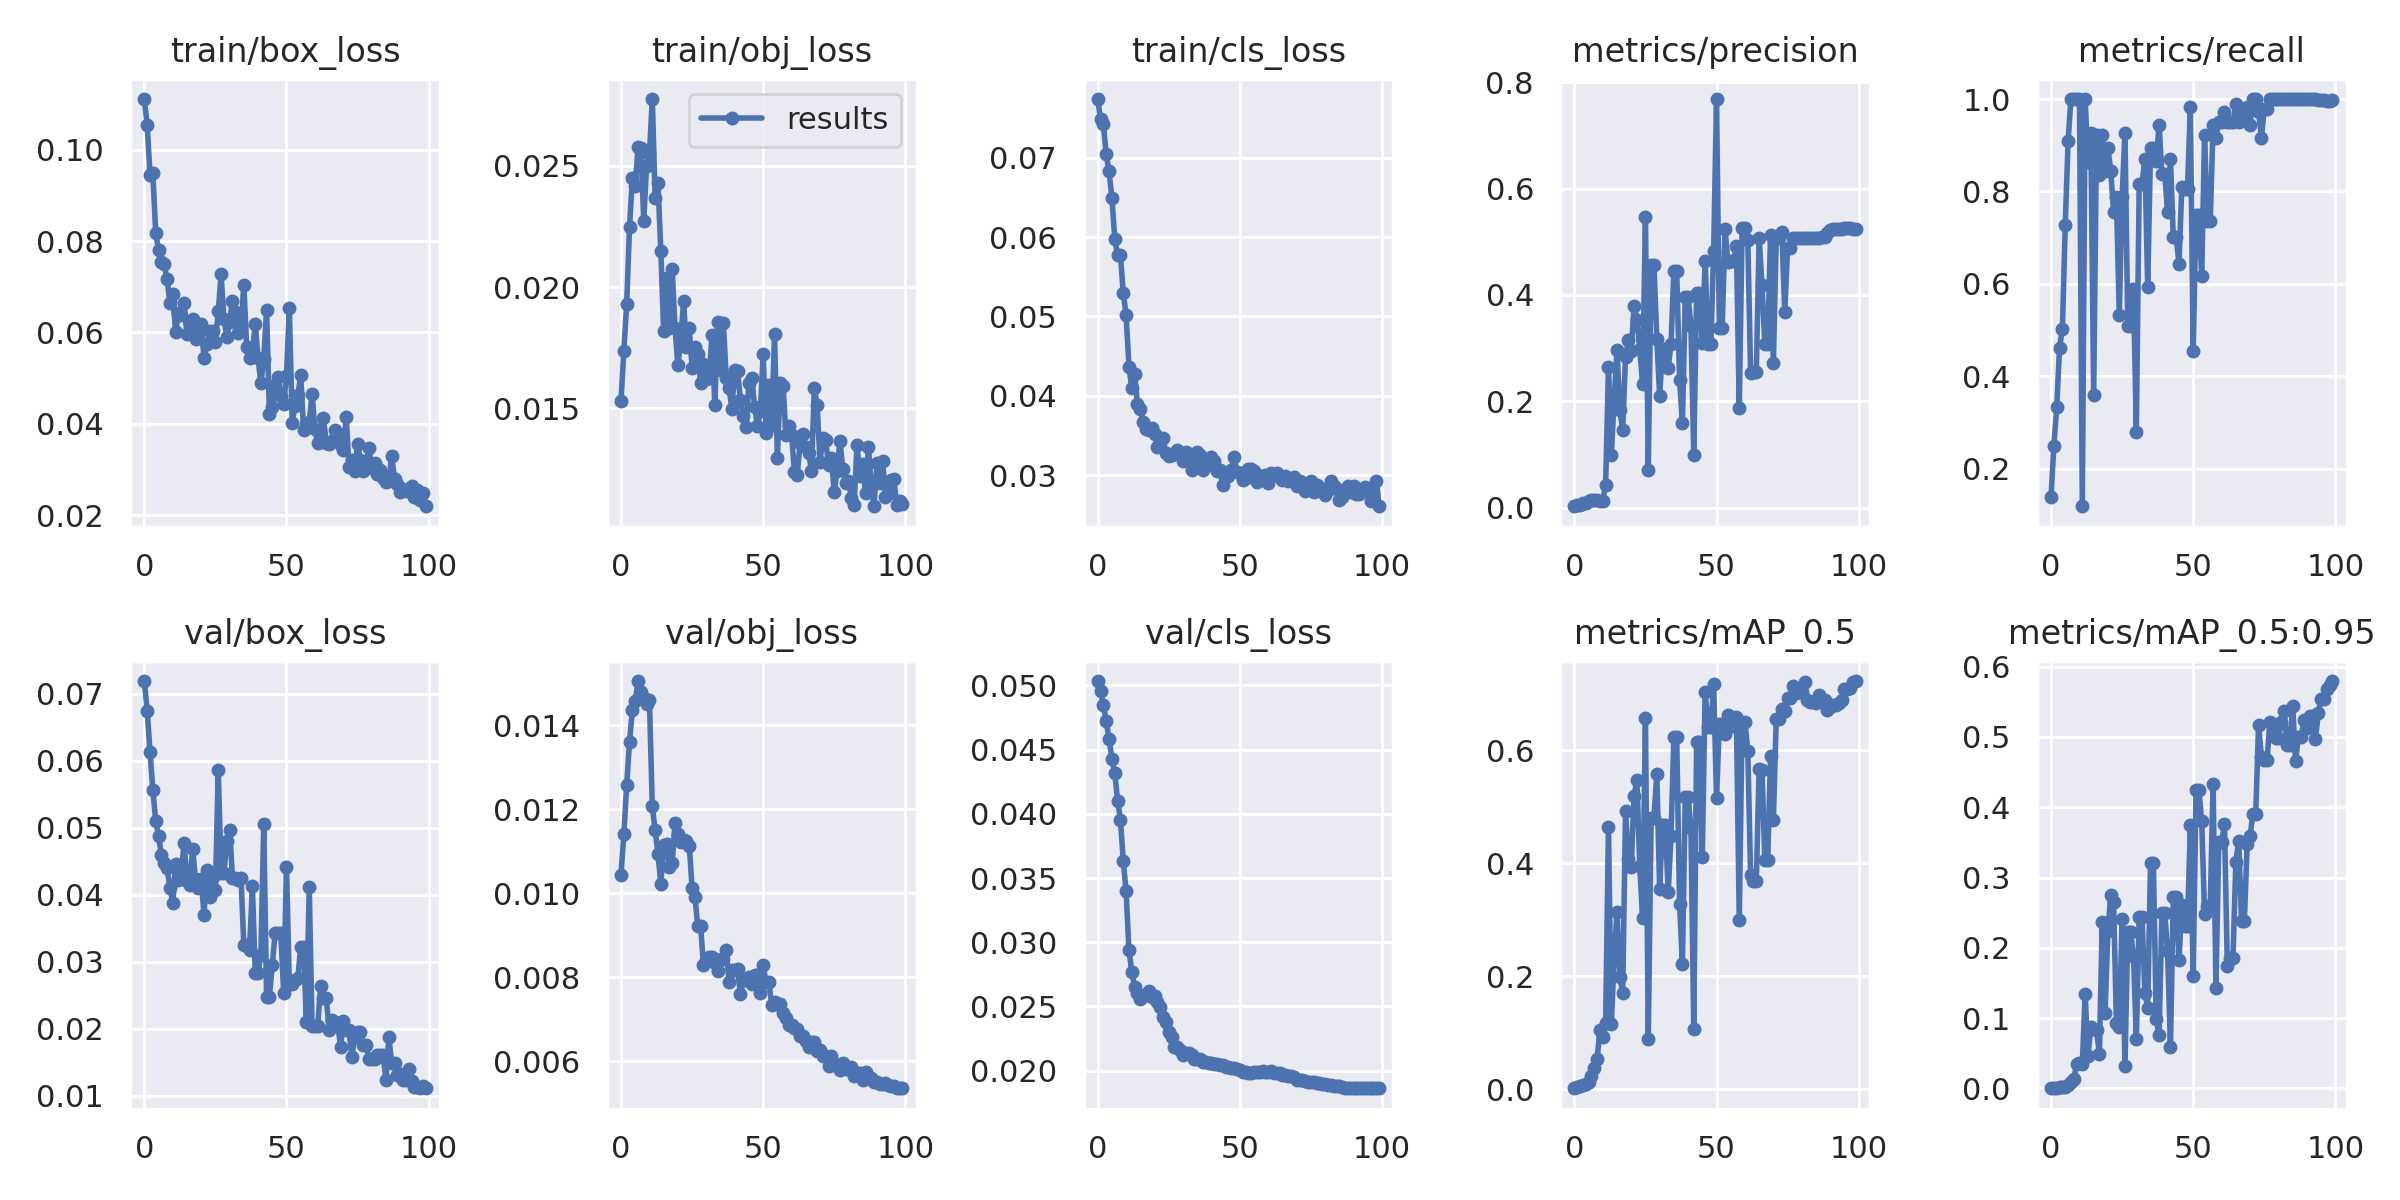 train/box_loss
0.10
0.08
0.06
0.04
0.02
0 50 100
train/obj_loss
results
0.025
0.020
0.015
0 50 100
train/cls_loss
0.07
0.06
0.05
0.04
0.03
0 50 100
metrics/precision
0.8
0.6
0.4
0.2
0.0
0 50 100
metrics/recall
1.0
0.8
0.6
0.4
0.2
0 50 100
val/box_loss
0.07
0.06
0.05
0.04
0.03
0.02
0.01
0 50 100
val/obj_loss
0.014
0.012
0.010
0.008
0.006
0 50 100
val/cls_loss
0.050
0.045
0.040
0.035
0.030
0.025
0.020
0 50 100
metrics/mAP_0.5
0.6
0.4
0.2
0.0
0 50 100
metrics/mAP_0.5:0.95
0.6
0.5
0.4
0.3
0.2
0.1
0.0
0 50 100